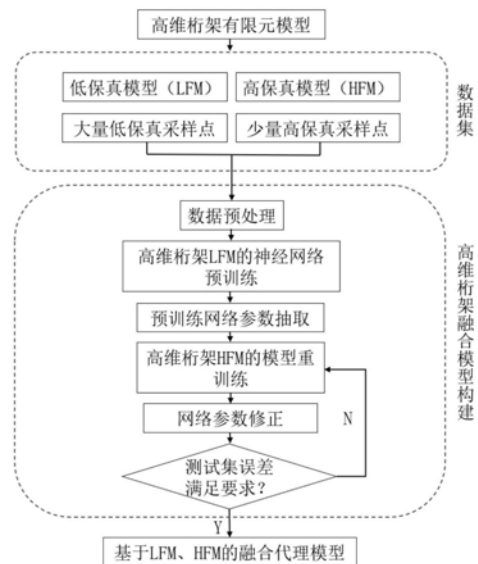 高维桁架有限元模型
低保真模型（LFM）
高保真模型（HFM）
大量低保真采样点
少量高保真采样点
数据集
数据预处理
高维桁架LFM的神经网络
预训练
预训练网络参数抽取
高维桁架HFM的模型重
训练
网络参数修正
N
测试集误差
满足要求？
Y
高维桁架融合模型构建
基于LFM、HFM的融合代理模型